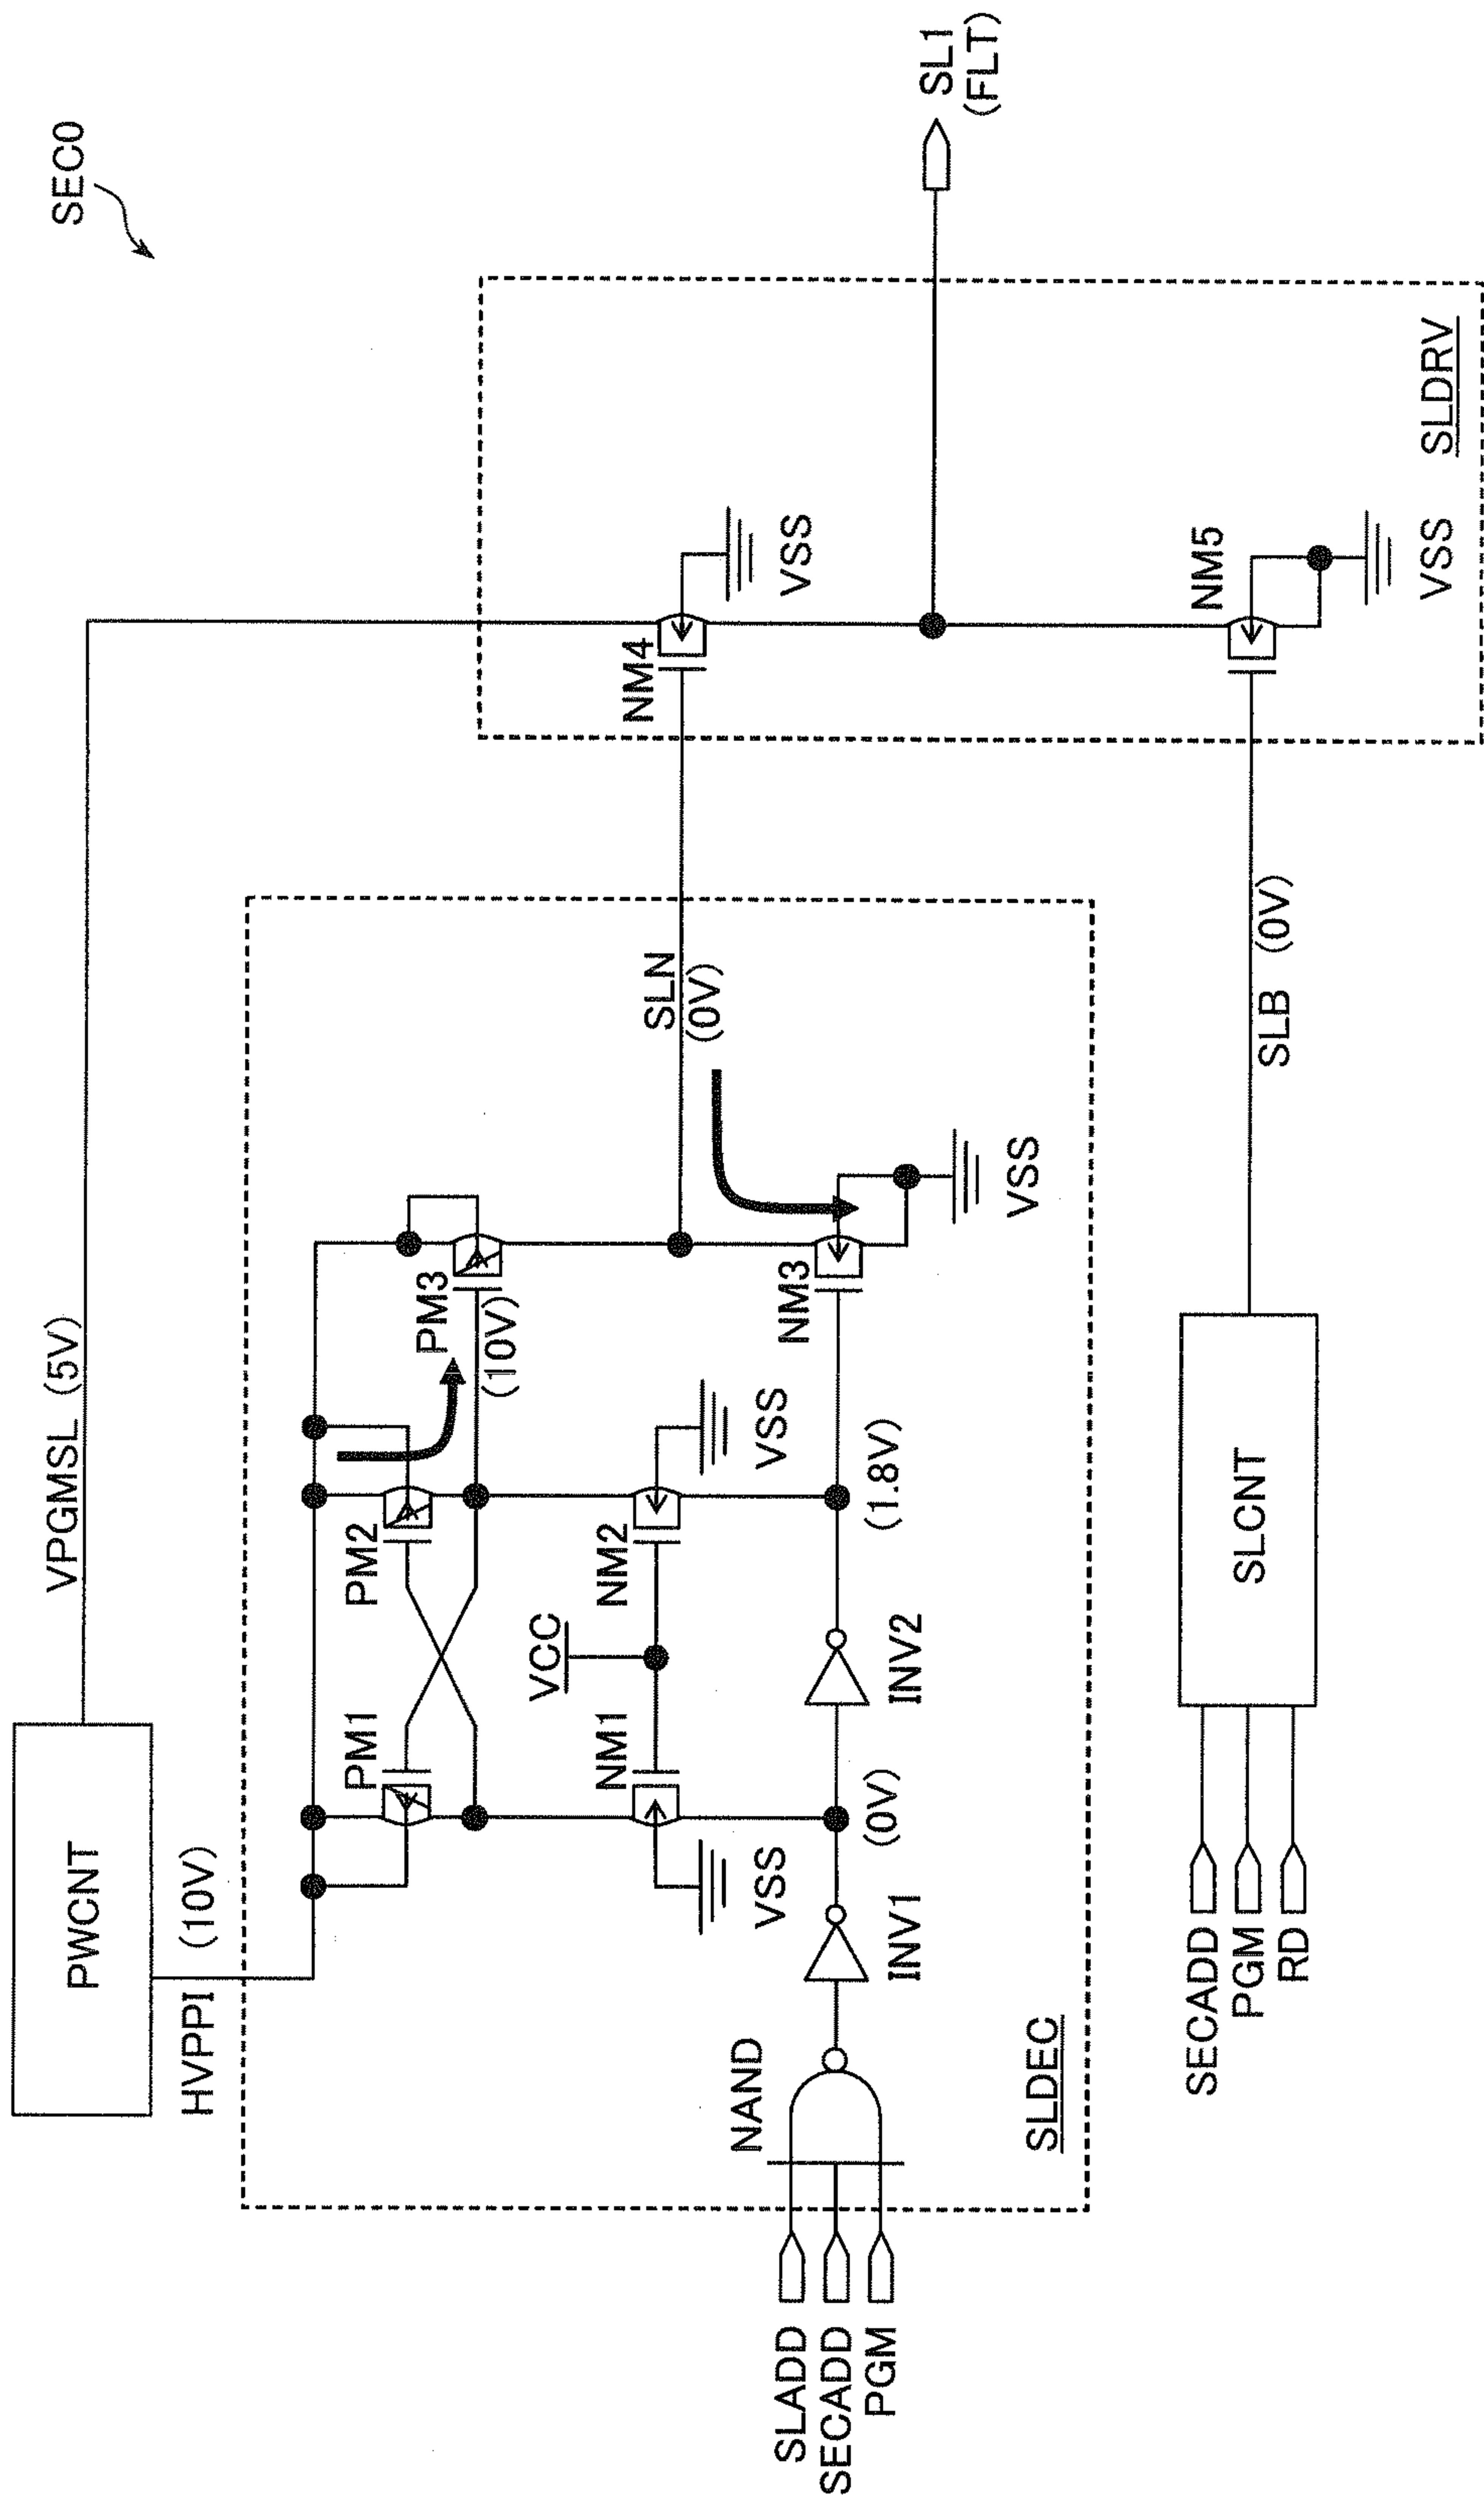 SEC0
PWCNT
HVPPI (10V)
VPGMSL (5V)
PM1
PM2
PM3
(10V)
VCC
NM1
NM2
VSS
VSS
SLN
(0V)
NM3
VSS
NAND
INV1
(0V)
INV2
(1.8V)
SLADD
SECADD
PGM
SLDEC
NM4
VSS
SL1
(FLT)
NM5
VSS
SLDRV
SECADD
PGM
RD
SLCNT
SLB (0V)